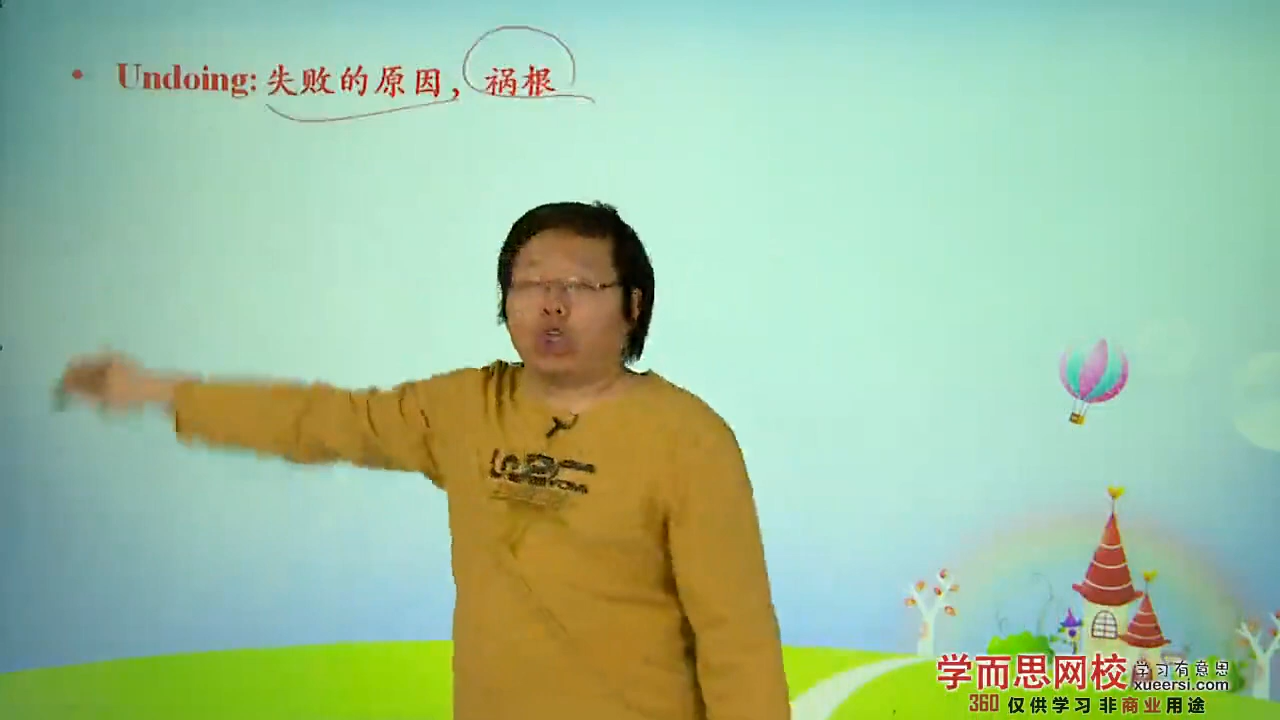 • Undoing: 失败的原因，祸根
学而思网校 学习有意思
xueersi.com
360 仅供学习 非商业用途